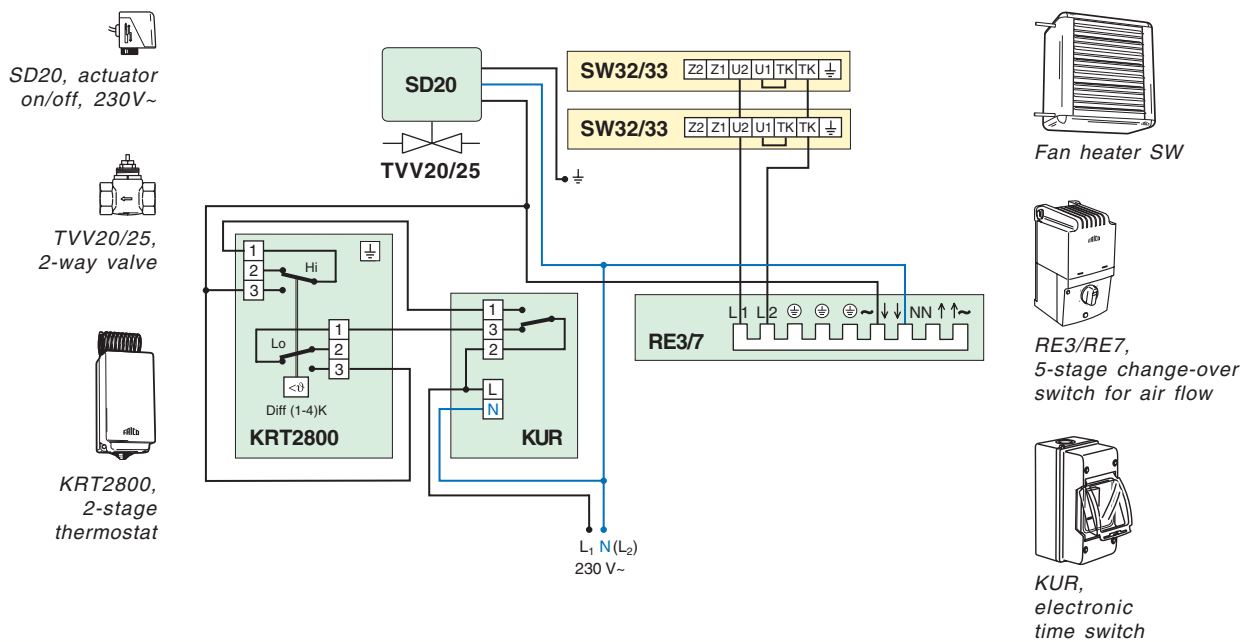 SD20, actuator
on/off, 230V~
TVV20/25,
2-way valve
FRICO
KRT2800,
2-stage
thermostat
SD20
TVV20/25
SW32/33 Z2 Z1 U2 U1 TK TK ⏚
SW32/33 Z2 Z1 U2 U1 TK TK ⏚
⏚
1
2
3
Hi
⏚
Lo
1
2
3
<ϑ
Diff (1-4)K
KRT2800
1
3
2
L
N
KUR
L1 N (L2)
230 V~
L1 L2 ⏚ ⏚ ⏚ ~ ↓ ↓ NN ↑ ↑ ~
RE3/7
Fan heater SW
FRICO
RE3/RE7,
5-stage change-over
switch for air flow
KUR,
electronic
time switch